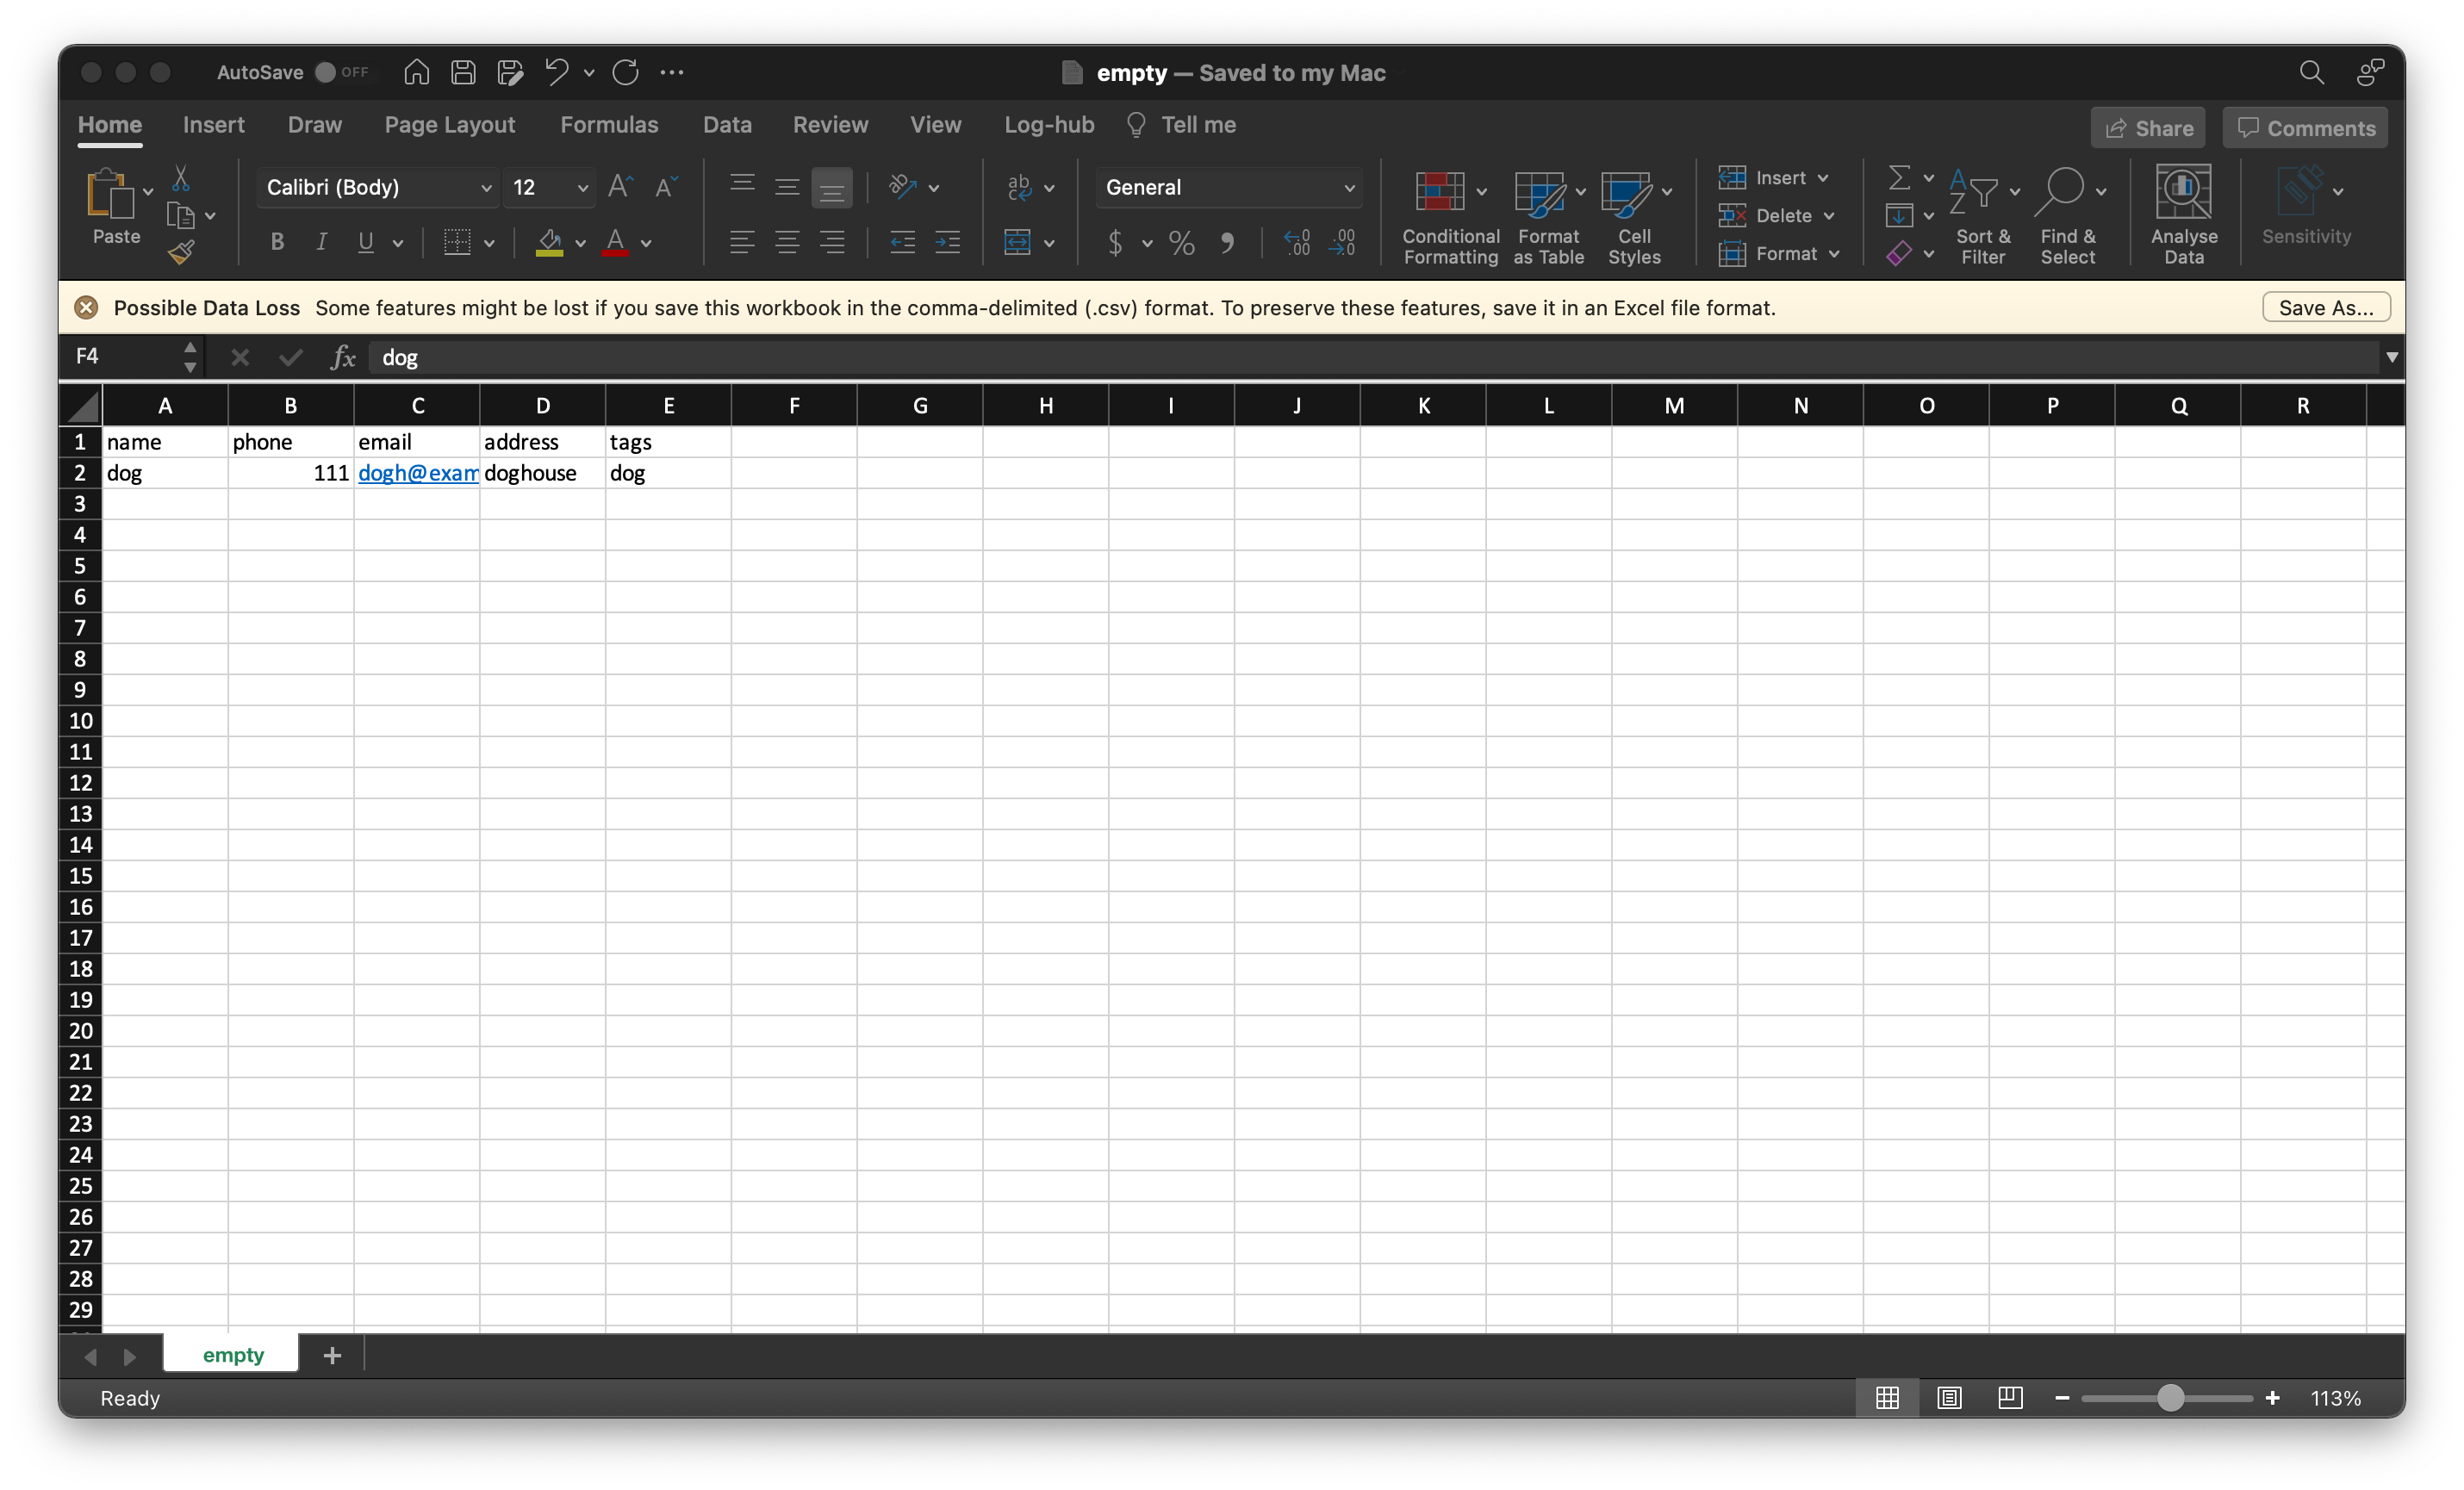 AutoSave OFF
empty — Saved to my Mac
Home Insert Draw Page Layout Formulas Data Review View Log-hub Tell me
Share Comments
Paste
Calibri (Body) 12
General
Conditional Formatting
Format as Table
Cell Styles
Insert
Delete
Format
Sort & Filter
Find & Select
Analyse Data
Sensitivity
Possible Data Loss Some features might be lost if you save this workbook in the comma-delimited (.csv) format. To preserve these features, save it in an Excel file format. Save As...
F4 fx dog
A B C D E F G H I J K L M N O P Q R
1 name phone email address tags
2 dog 111 dogh@exam doghouse dog
3
4
5
6
7
8
9
10
11
12
13
14
15
16
17
18
19
20
21
22
23
24
25
26
27
28
29
empty +
Ready 113%